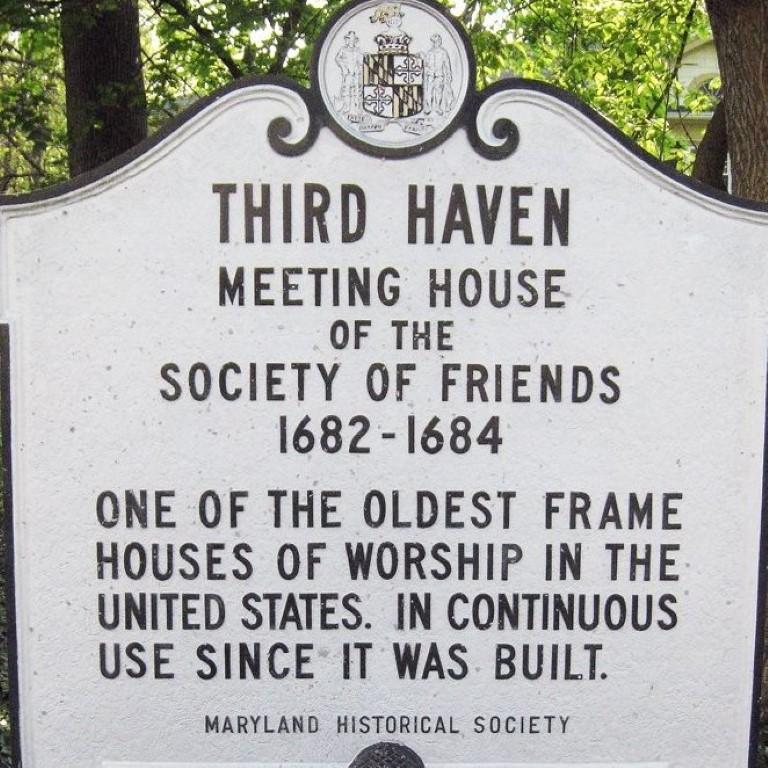 THIRD HAVEN
MEETING HOUSE
OF THE
SOCIETY OF FRIENDS
1682-1684
ONE OF THE OLDEST FRAME
HOUSES OF WORSHIP IN THE
UNITED STATES. IN CONTINUOUS
USE SINCE IT WAS BUILT.
MARYLAND HISTORICAL SOCIETY